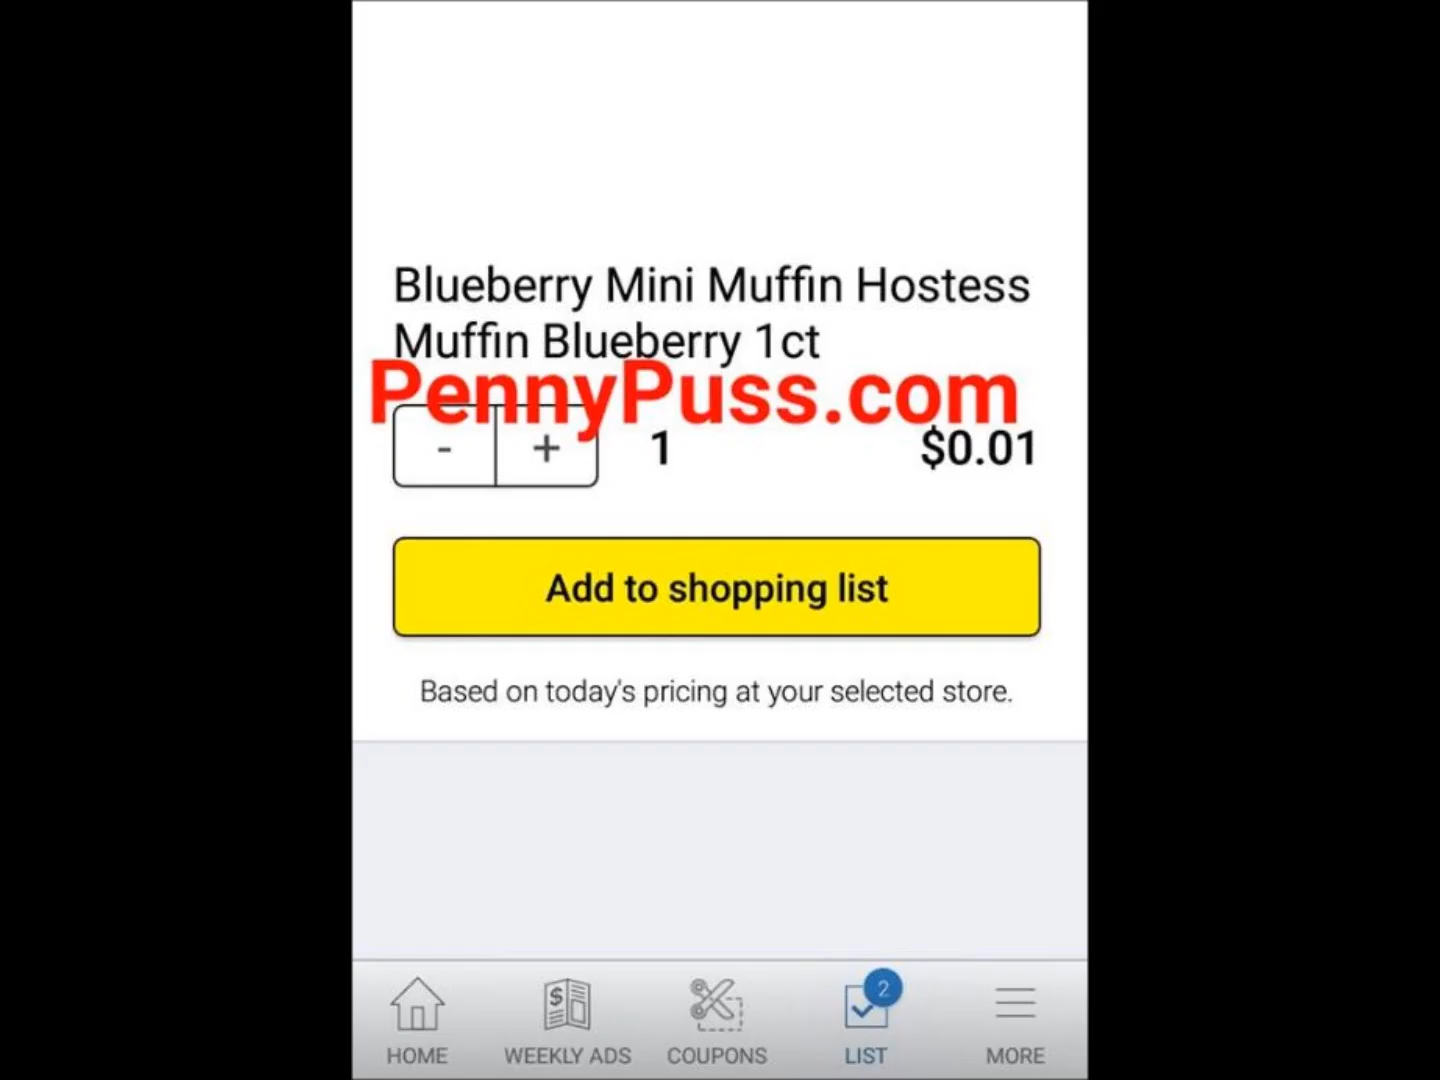 Blueberry Mini Muffin Hostess
Muffin Blueberry 1ct
PennyPuss.com
- + 1 $0.01
Add to shopping list
Based on today's pricing at your selected store.
$ 2
HOME WEEKLY ADS COUPONS LIST MORE